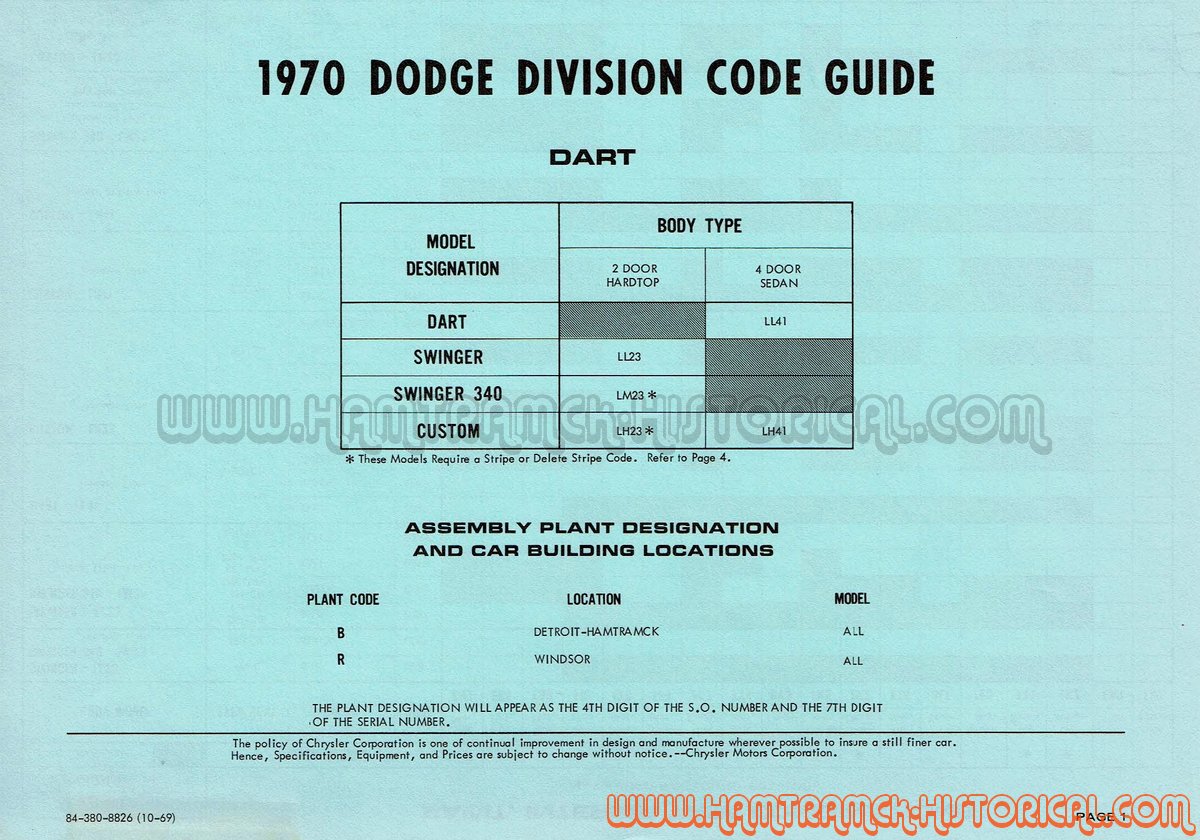 1970 DODGE DIVISION CODE GUIDE
DART
MODEL DESIGNATION
BODY TYPE
2 DOOR HARDTOP
4 DOOR SEDAN
DART LL41
SWINGER LL23
SWINGER 340 LM23 *
www.Hamtramck-Historical.com
CUSTOM LH23 * LH41
* These Models Require a Stripe or Delete Stripe Code. Refer to Page 4.
ASSEMBLY PLANT DESIGNATION
AND CAR BUILDING LOCATIONS
PLANT CODE LOCATION MODEL
B DETROIT-HAMTRAMCK ALL
R WINDSOR ALL
THE PLANT DESIGNATION WILL APPEAR AS THE 4TH DIGIT OF THE S.O. NUMBER AND THE 7TH DIGIT
OF THE SERIAL NUMBER.
The policy of Chrysler Corporation is one of continual improvement in design and manufacture wherever possible to insure a still finer car.
Hence, Specifications, Equipment, and Prices are subject to change without notice.--Chrysler Motors Corporation.
84-380-8826 (10-69)
www.Hamtramck-Historical.com
PAGE 1